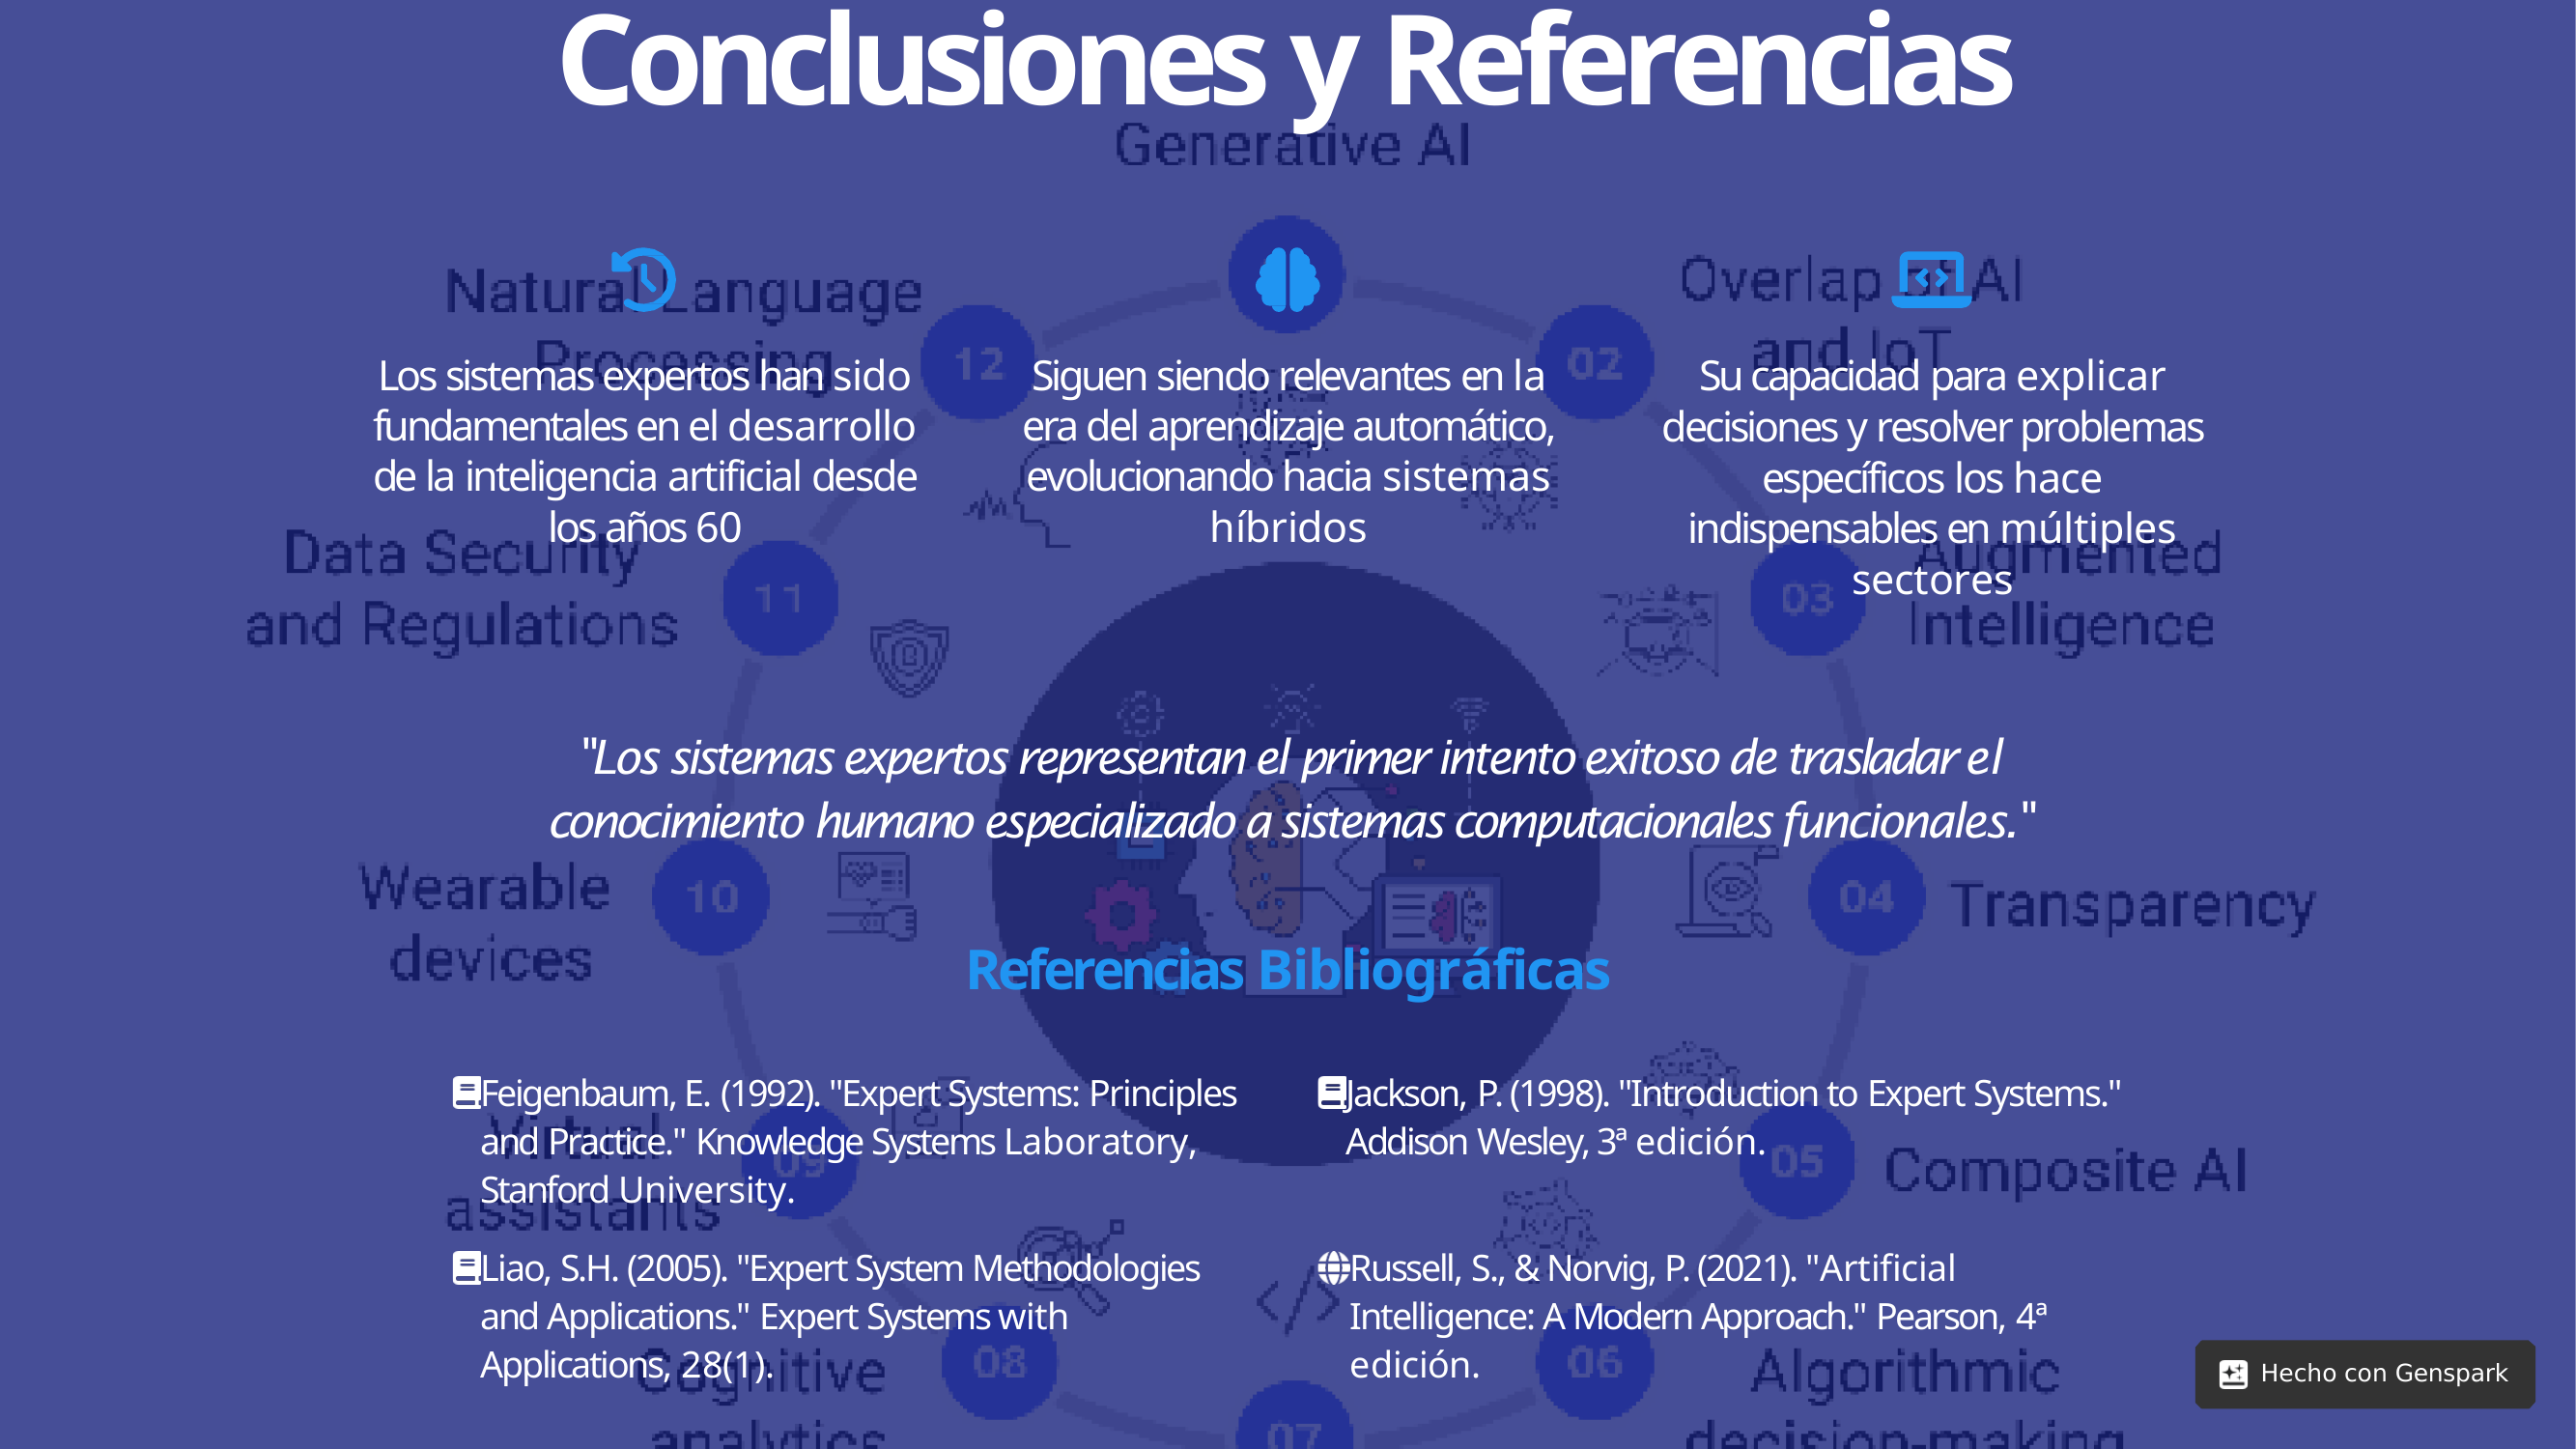 Conclusiones y Referencias
Generative AI
Natural Language
Processing
Overlap of AI
and IoT
12
02
Los sistemas expertos han sido
fundamentales en el desarrollo
de la inteligencia artificial desde
los años 60
Siguen siendo relevantes en la
era del aprendizaje automático,
evolucionando hacia sistemas
híbridos
Su capacidad para explicar
decisiones y resolver problemas
específicos los hace
indispensables en múltiples
sectores
Data Security
and Regulations
11
03
Augmented
Intelligence
"Los sistemas expertos representan el primer intento exitoso de trasladar el
conocimiento humano especializado a sistemas computacionales funcionales."
Wearable
devices
10
04
Transparency
Referencias Bibliográficas
Feigenbaum, E. (1992). "Expert Systems: Principles
and Practice." Knowledge Systems Laboratory,
Stanford University.
Jackson, P. (1998). "Introduction to Expert Systems."
Addison Wesley, 3ª edición.
Virtual
assistants
09
05
Composite AI
Liao, S.H. (2005). "Expert System Methodologies
and Applications." Expert Systems with
Applications, 28(1).
Russell, S., & Norvig, P. (2021). "Artificial
Intelligence: A Modern Approach." Pearson, 4ª
edición.
Cognitive
analytics
08
07
06
Algorithmic
decision-making
Hecho con Genspark